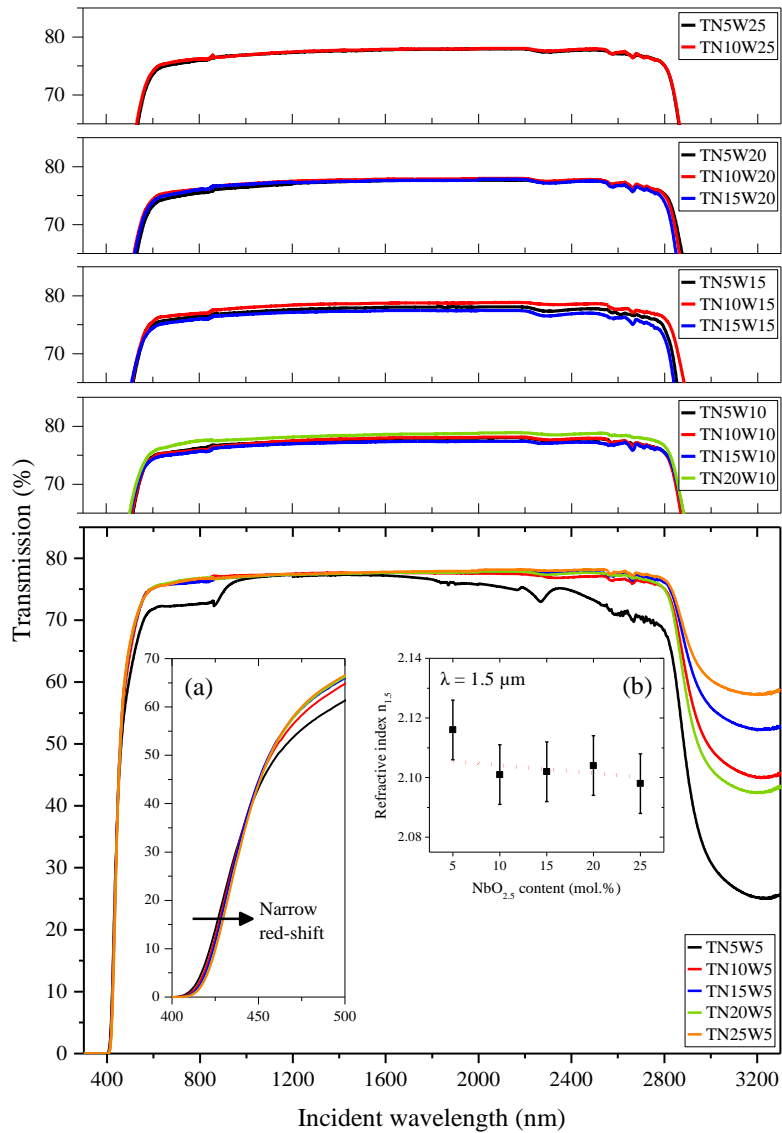 75
70
TN5W25
TN10W25
75
70
TN5W20
TN10W20
TN15W20
80
70
TN5W15
TN10W15
TN15W15
80
70
TN5W10
TN10W10
TN15W10
TN20W10
Transmission (%)
80
70
60
50
40
30
20
10
0
(a)
70
60
50
40
30
20
10
0
400
450
500
Narrow
red-shift
(b)
λ = 1.5 µm
Refractive index n1.5
2.14
2.12
2.10
2.08
5
10
15
20
25
NbO2.5 content (mol.%)
TN5W5
TN10W5
TN15W5
TN20W5
TN25W5
400
800
1200
1600
2000
2400
2800
3200
Incident wavelength (nm)